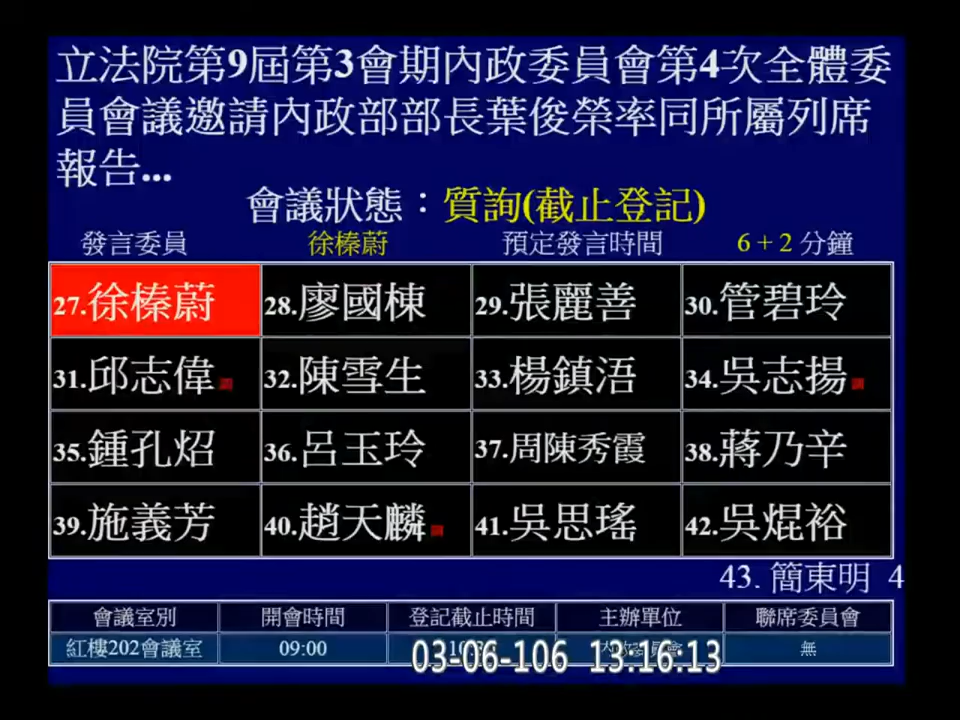 立法院第9屆第3會期內政委員會第4次全體委
員會議邀請內政部部長葉俊榮率同所屬列席
報告...
會議狀態：質詢(截止登記)
發言委員 徐榛蔚 預定發言時間 6 + 2 分鐘
27.徐榛蔚 28.廖國棟 29.張麗善 30.管碧玲
31.邱志偉 32.陳雪生 33.楊鎮浯 34.吳志揚
35.鍾孔炤 36.呂玉玲 37.周陳秀霞 38.蔣乃辛
39.施義芳 40.趙天麟 41.吳思瑤 42.吳焜裕
43. 簡東明 4
會議室別 開會時間 登記截止時間 主辦單位 聯席委員會
紅樓202會議室 09:00 無
03-06-106 13:16:13